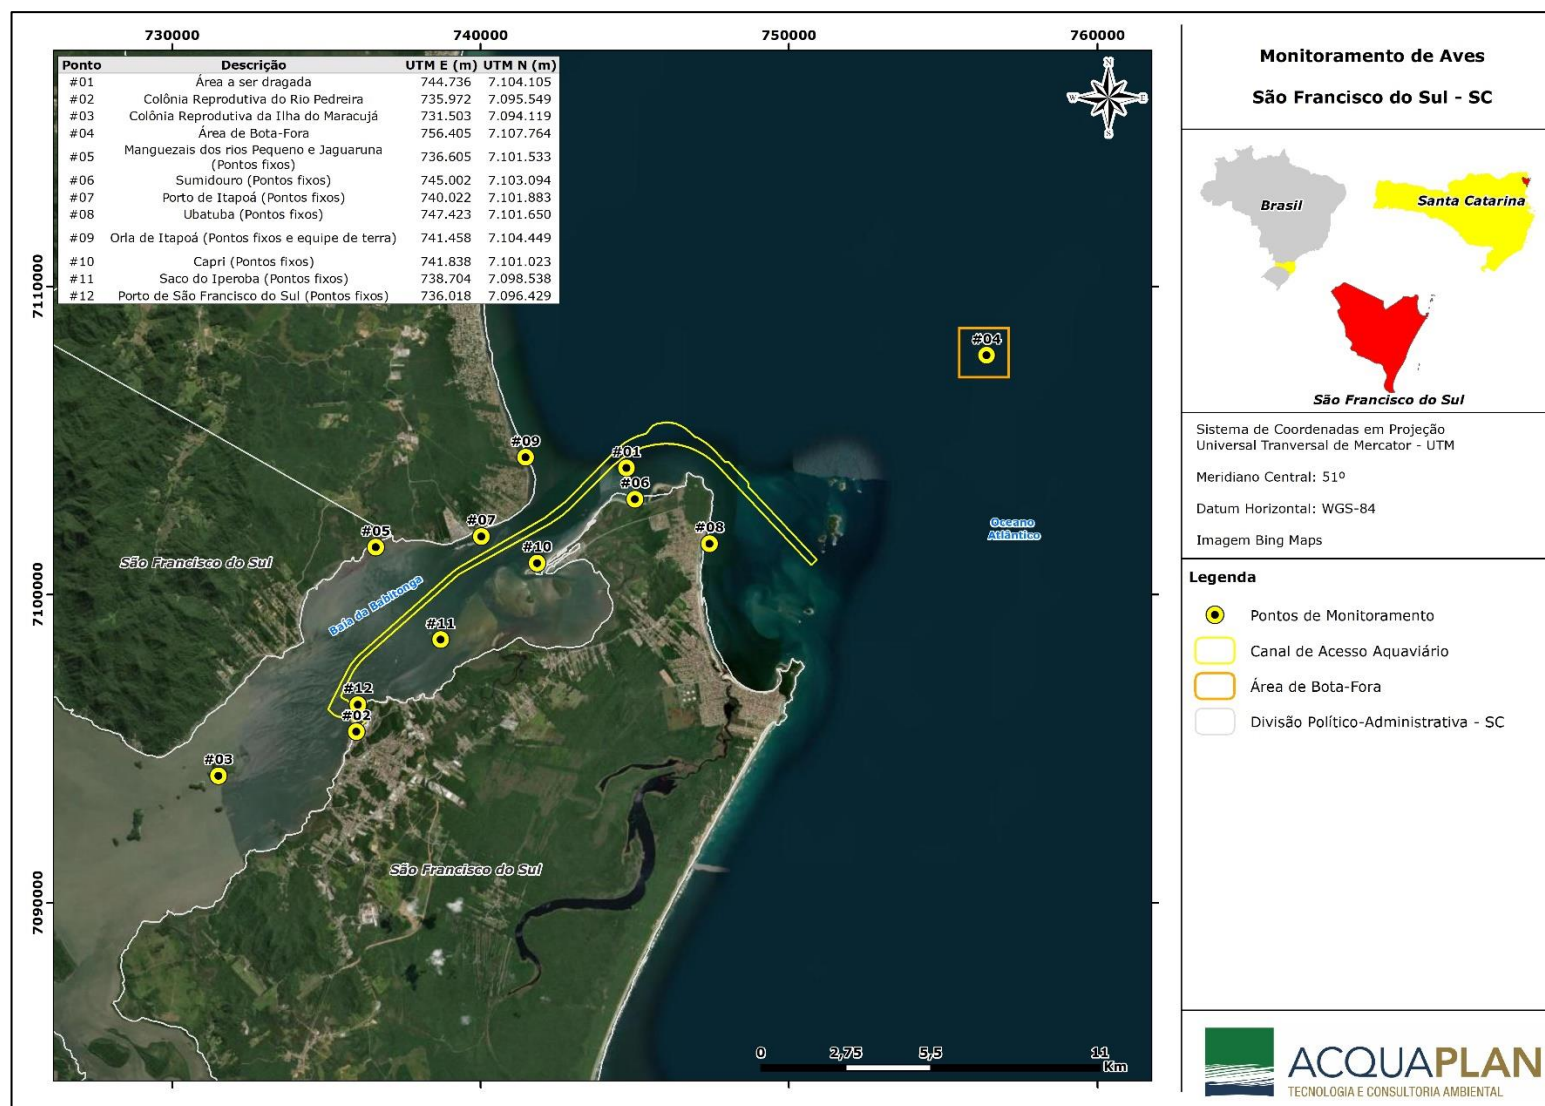 730000
740000
750000
760000
Ponto Descrição UTM E (m) UTM N (m)
#01 Área a ser dragada 744.736 7.104.105
#02 Colônia Reprodutiva do Rio Pedreira 735.972 7.095.549
#03 Colônia Reprodutiva da Ilha do Maracujá 731.503 7.094.119
#04 Área de Bota-Fora 756.405 7.107.764
#05 Manguezais dos rios Pequeno e Jaguaruna
(Pontos fixos) 736.605 7.101.533
#06 Sumidouro (Pontos fixos) 745.002 7.103.094
#07 Porto de Itapoá (Pontos fixos) 740.022 7.101.883
#08 Ubatuba (Pontos fixos) 747.423 7.101.650
#09 Orla de Itapoá (Pontos fixos e equipe de terra) 741.458 7.104.449
#10 Capri (Pontos fixos) 741.838 7.101.023
#11 Saco do Iperoba (Pontos fixos) 738.704 7.098.538
#12 Porto de São Francisco do Sul (Pontos fixos) 736.018 7.096.429
N
W
E
S
7110000
7100000
7090000
#04
#09
#01
#06
#07
#05
#08
#10
#11
#12
#02
#03
São Francisco do Sul
Baía da Babitonga
Oceano
Atlântico
São Francisco do Sul
0 2,75 5,5 11
Km
Monitoramento de Aves
São Francisco do Sul - SC
Brasil
Santa Catarina
São Francisco do Sul
Sistema de Coordenadas em Projeção
Universal Tranversal de Mercator - UTM
Meridiano Central: 51º
Datum Horizontal: WGS-84
Imagem Bing Maps
Legenda
Pontos de Monitoramento
Canal de Acesso Aquaviário
Área de Bota-Fora
Divisão Político-Administrativa - SC
ACQUAPLAN
TECNOLOGIA E CONSULTORIA AMBIENTAL